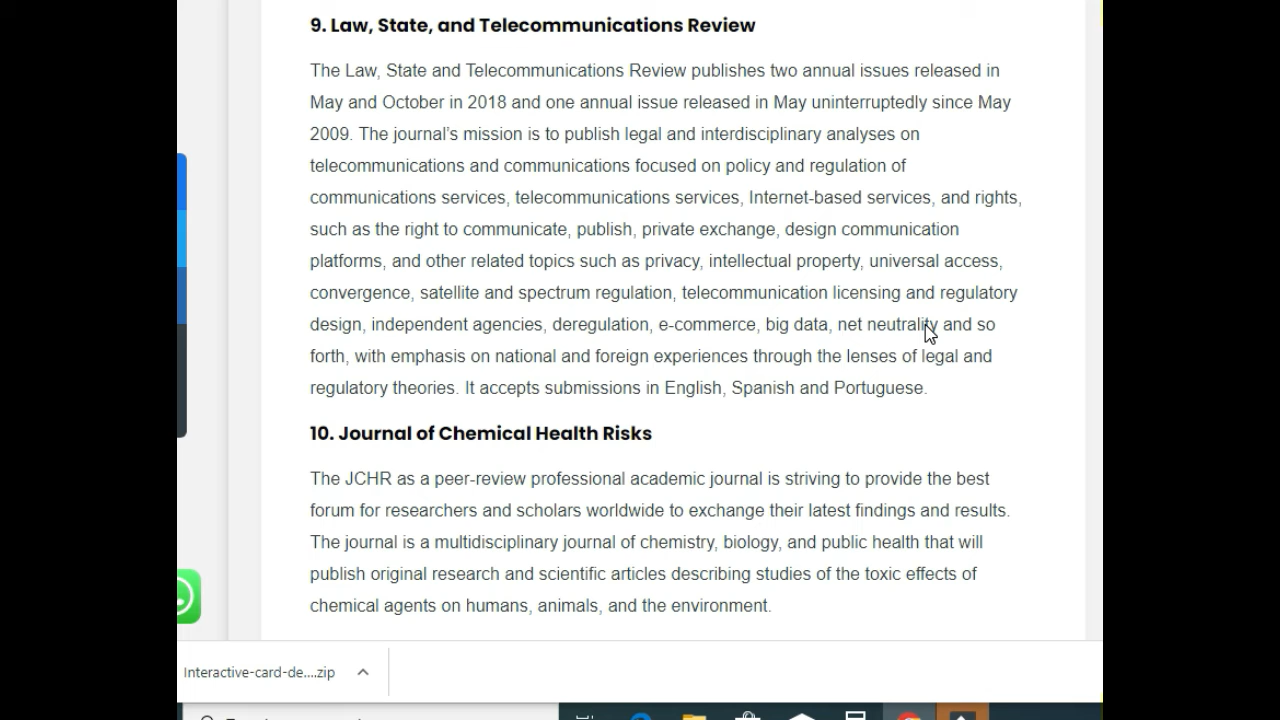 9. Law, State, and Telecommunications Review
The Law, State and Telecommunications Review publishes two annual issues released in
May and October in 2018 and one annual issue released in May uninterruptedly since May
2009. The journal’s mission is to publish legal and interdisciplinary analyses on
telecommunications and communications focused on policy and regulation of
communications services, telecommunications services, Internet-based services, and rights,
such as the right to communicate, publish, private exchange, design communication
platforms, and other related topics such as privacy, intellectual property, universal access,
convergence, satellite and spectrum regulation, telecommunication licensing and regulatory
design, independent agencies, deregulation, e-commerce, big data, net neutrality and so
forth, with emphasis on national and foreign experiences through the lenses of legal and
regulatory theories. It accepts submissions in English, Spanish and Portuguese.
10. Journal of Chemical Health Risks
The JCHR as a peer-review professional academic journal is striving to provide the best
forum for researchers and scholars worldwide to exchange their latest findings and results.
The journal is a multidisciplinary journal of chemistry, biology, and public health that will
publish original research and scientific articles describing studies of the toxic effects of
chemical agents on humans, animals, and the environment.
Interactive-card-de....zip